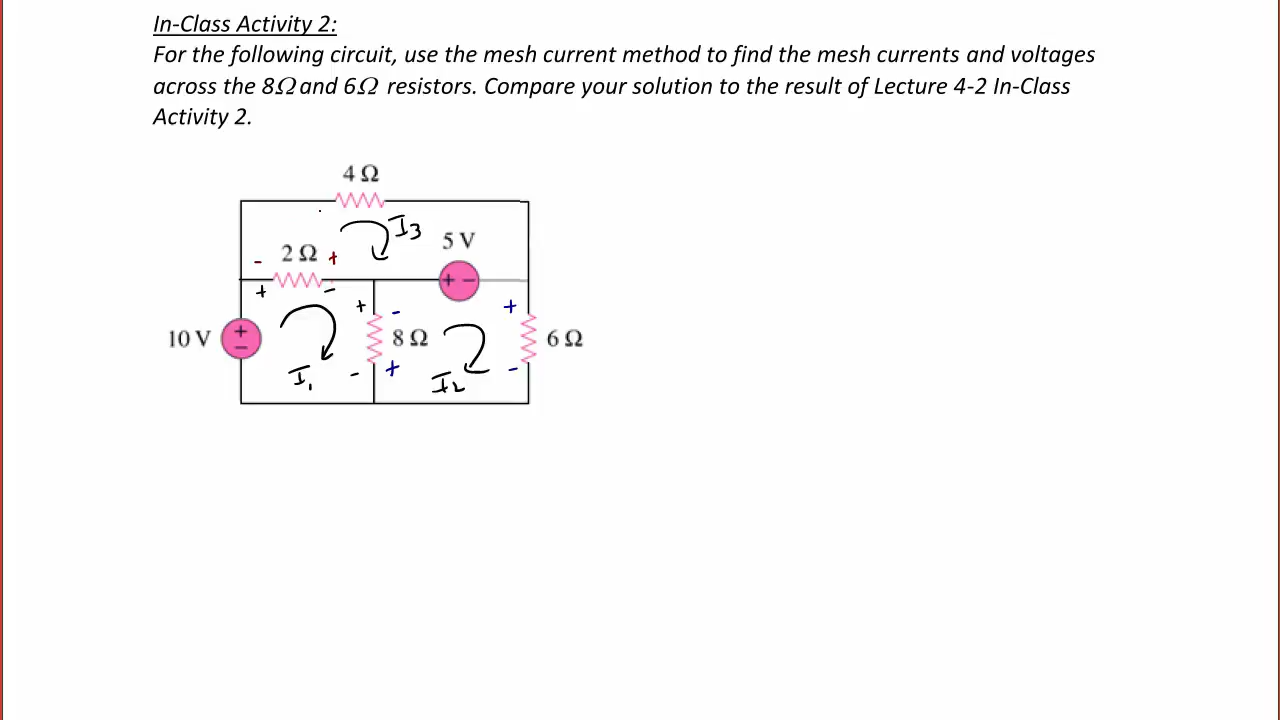 In-Class Activity 2:
For the following circuit, use the mesh current method to find the mesh currents and voltages
across the 8Ω and 6Ω resistors. Compare your solution to the result of Lecture 4-2 In-Class
Activity 2.
4 Ω
I3
5 V
- 2 Ω +
+ -
+ -
+ - +
10 V + -
8 Ω
6 Ω
I1
- +
I2
-